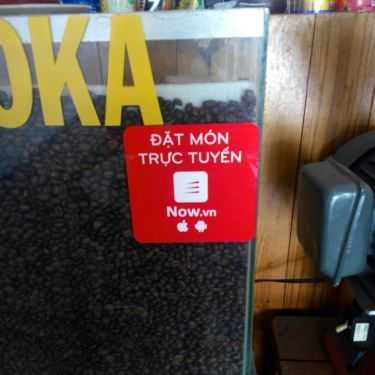 OKA
ĐẶT MÓN
TRỰC TUYẾN
Now.vn